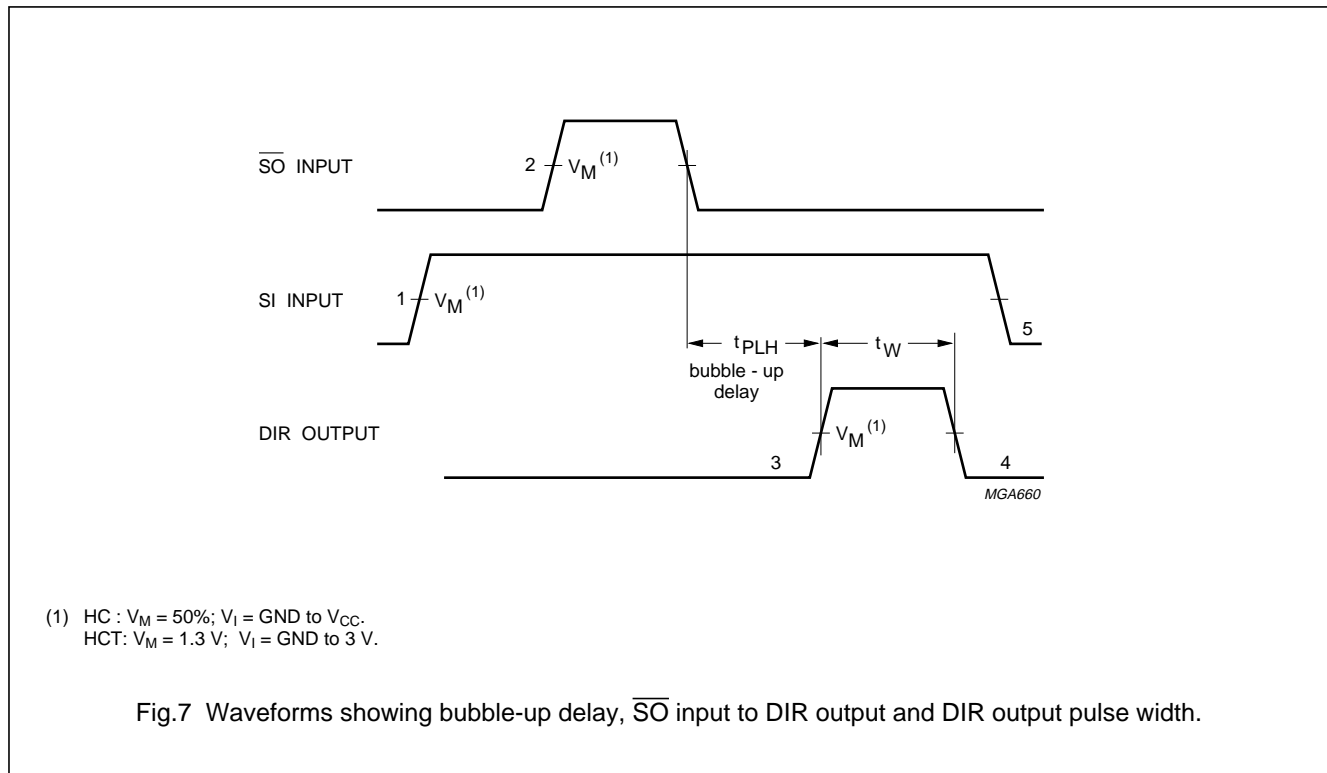 S̅O̅ INPUT
2 VM(1)
SI INPUT
1 VM(1)
5
tPLH
bubble - up
delay
tW
DIR OUTPUT
VM(1)
3
4
MGA660
(1) HC : VM = 50%; VI = GND to VCC.
HCT: VM = 1.3 V; VI = GND to 3 V.
Fig.7 Waveforms showing bubble-up delay, S̅O̅ input to DIR output and DIR output pulse width.